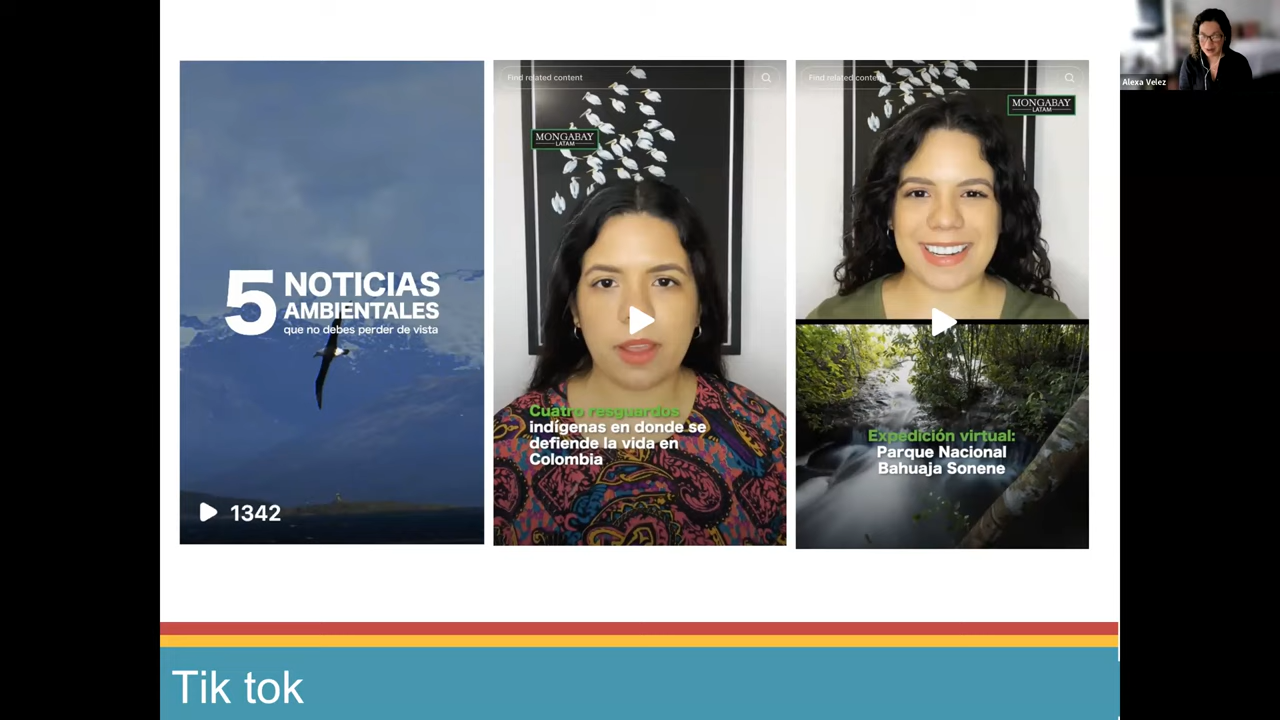 5 NOTICIAS
AMBIENTALES
que no debes perder de vista
1342
Find related content
MONGABAY
LATAM
Cuatro resguardos
indígenas en donde se
defiende la vida en
Colombia
Find related conte
MONGABAY
LATAM
Expedición virtual:
Parque Nacional
Bahuaja Sonene
Alexa Velez
Tik tok